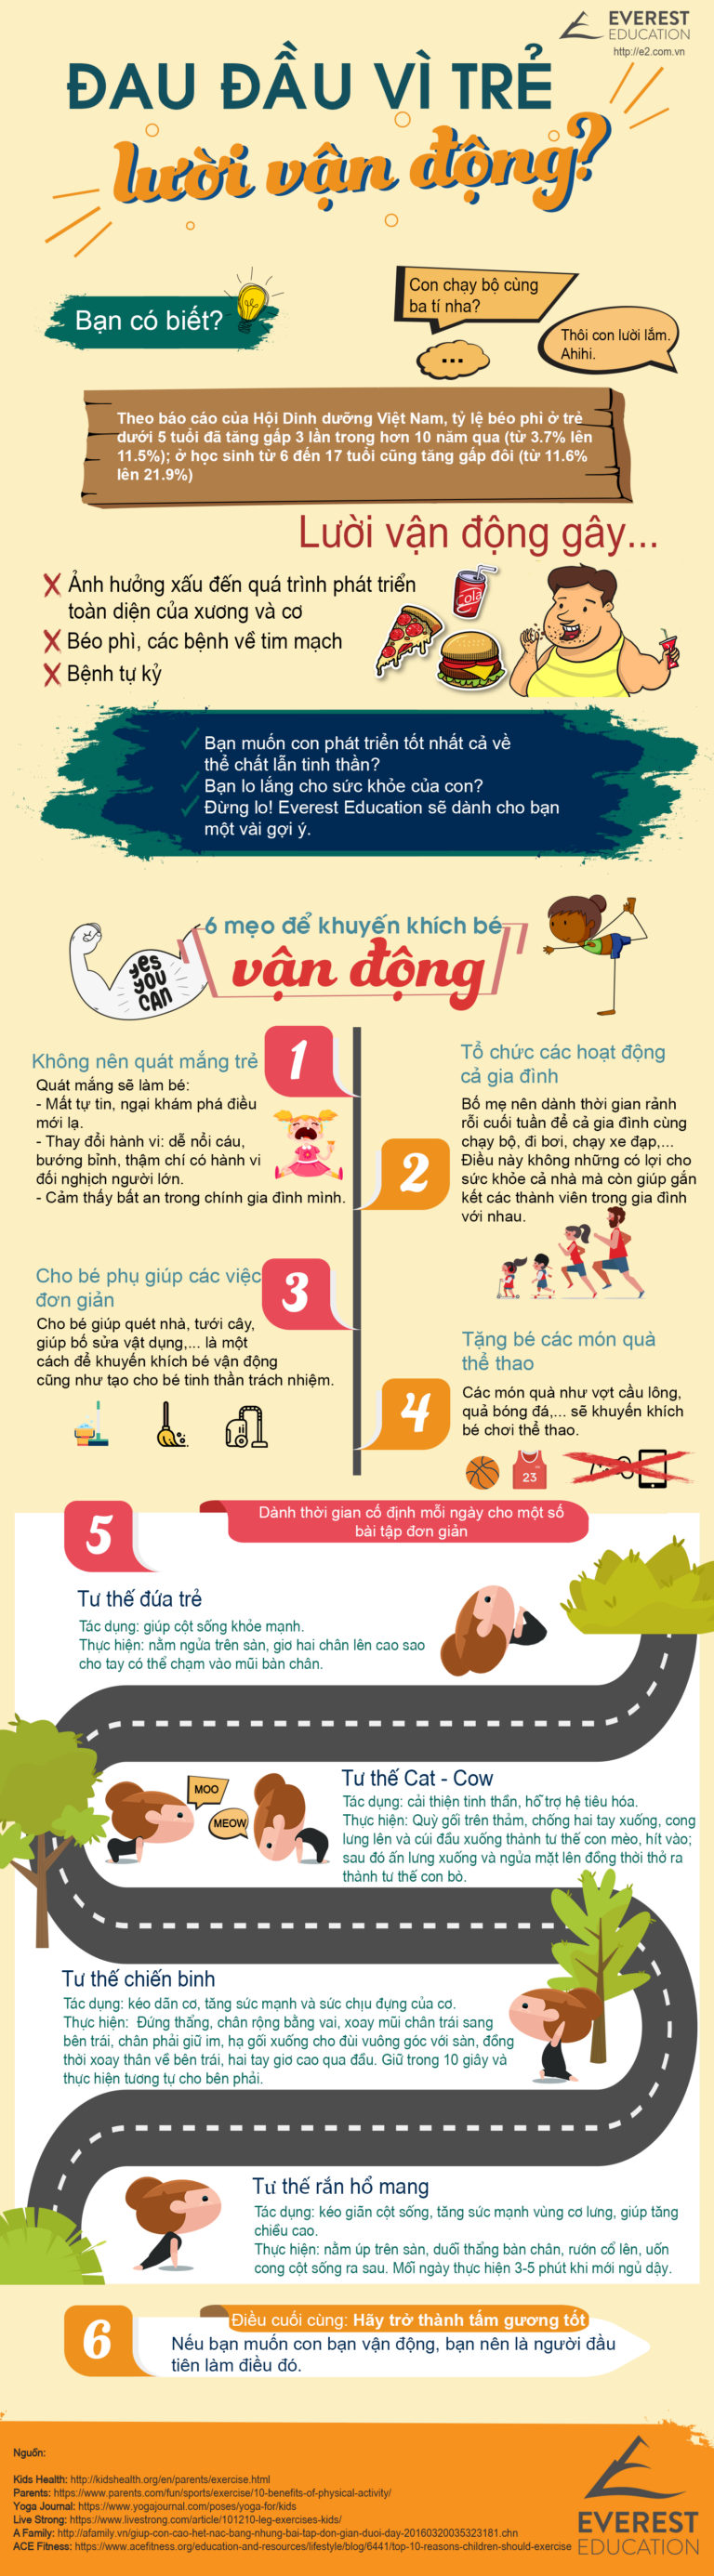 EVEREST
EDUCATION
http://e2.com.vn
ĐAU ĐẦU VÌ TRẺ
lười vận động?
Bạn có biết?
Con chạy bộ cùng
ba tí nha?
...
Thôi con lười lắm.
Ahihi.
Theo báo cáo của Hội Dinh dưỡng Việt Nam, tỷ lệ béo phì ở trẻ
dưới 5 tuổi đã tăng gấp 3 lần trong hơn 10 năm qua (từ 3.7% lên
11.5%); ở học sinh từ 6 đến 17 tuổi cũng tăng gấp đôi (từ 11.6%
lên 21.9%)
Lười vận động gây...
Ảnh hưởng xấu đến quá trình phát triển
toàn diện của xương và cơ
Béo phì, các bệnh về tim mạch
Bệnh tự kỷ
Cola
Bạn muốn con phát triển tốt nhất cả về
thể chất lẫn tinh thần?
Bạn lo lắng cho sức khỏe của con?
Đừng lo! Everest Education sẽ dành cho bạn
một vài gợi ý.
yes
YOU
CAN
6 mẹo để khuyến khích bé
vận động
1
Không nên quát mắng trẻ
Quát mắng sẽ làm bé:
- Mất tự tin, ngại khám phá điều
mới lạ.
- Thay đổi hành vi: dễ nổi cáu,
bướng bỉnh, thậm chí có hành vi
đối nghịch người lớn.
- Cảm thấy bất an trong chính gia đình mình.
2
Tổ chức các hoạt động
cả gia đình
Bố mẹ nên dành thời gian rảnh
rỗi cuối tuần để cả gia đình cùng
chạy bộ, đi bơi, chạy xe đạp,...
Điều này không những có lợi cho
sức khỏe cả nhà mà còn giúp gắn
kết các thành viên trong gia đình
với nhau.
3
Cho bé phụ giúp các việc
đơn giản
Cho bé giúp quét nhà, tưới cây,
giúp bố sửa vật dụng,... là một
cách để khuyến khích bé vận động
cũng như tạo cho bé tinh thần trách nhiệm.
4
Tặng bé các món quà
thể thao
Các món quà như vợt cầu lông,
quả bóng đá,... sẽ khuyến khích
bé chơi thể thao.
23
5
Dành thời gian cố định mỗi ngày cho một số
bài tập đơn giản
Tư thế đứa trẻ
Tác dụng: giúp cột sống khỏe mạnh.
Thực hiện: nằm ngửa trên sàn, giơ hai chân lên cao sao
cho tay có thể chạm vào mũi bàn chân.
MOO
MEOW
Tư thế Cat - Cow
Tác dụng: cải thiện tinh thần, hỗ trợ hệ tiêu hóa.
Thực hiện: Quỳ gối trên thảm, chống hai tay xuống, cong
lưng lên và cúi đầu xuống thành tư thế con mèo, hít vào;
sau đó ấn lưng xuống và ngửa mặt lên đồng thời thở ra
thành tư thế con bò.
Tư thế chiến binh
Tác dụng: kéo dãn cơ, tăng sức mạnh và sức chịu đựng của cơ.
Thực hiện: Đứng thẳng, chân rộng bằng vai, xoay mũi chân trái sang
bên trái, chân phải giữ im, hạ gối xuống cho đùi vuông góc với sàn, đồng
thời xoay thân về bên trái, hai tay giơ cao qua đầu. Giữ trong 10 giây và
thực hiện tương tự cho bên phải.
Tư thế rắn hổ mang
Tác dụng: kéo giãn cột sống, tăng sức mạnh vùng cơ lưng, giúp tăng
chiều cao.
Thực hiện: nằm úp trên sàn, duỗi thẳng bàn chân, rướn cổ lên, uốn
cong cột sống ra sau. Mỗi ngày thực hiện 3-5 phút khi mới ngủ dậy.
6
Điều cuối cùng: Hãy trở thành tấm gương tốt
Nếu bạn muốn con bạn vận động, bạn nên là người đầu
tiên làm điều đó.
Nguồn:
Kids Health: http://kidshealth.org/en/parents/exercise.html
Parents: https://www.parents.com/fun/sports/exercise/10-benefits-of-physical-activity/
Yoga Journal: https://www.yogajournal.com/poses/yoga-for/kids
Live Strong: https://www.livestrong.com/article/101210-leg-exercises-kids/
A Family: http://afamily.vn/giup-con-cao-het-nac-bang-nhung-bai-tap-don-gian-duoi-day-20160320035323181.chn
ACE Fitness: https://www.acefitness.org/education-and-resources/lifestyle/blog/6441/top-10-reasons-children-should-exercise
EVEREST
EDUCATION